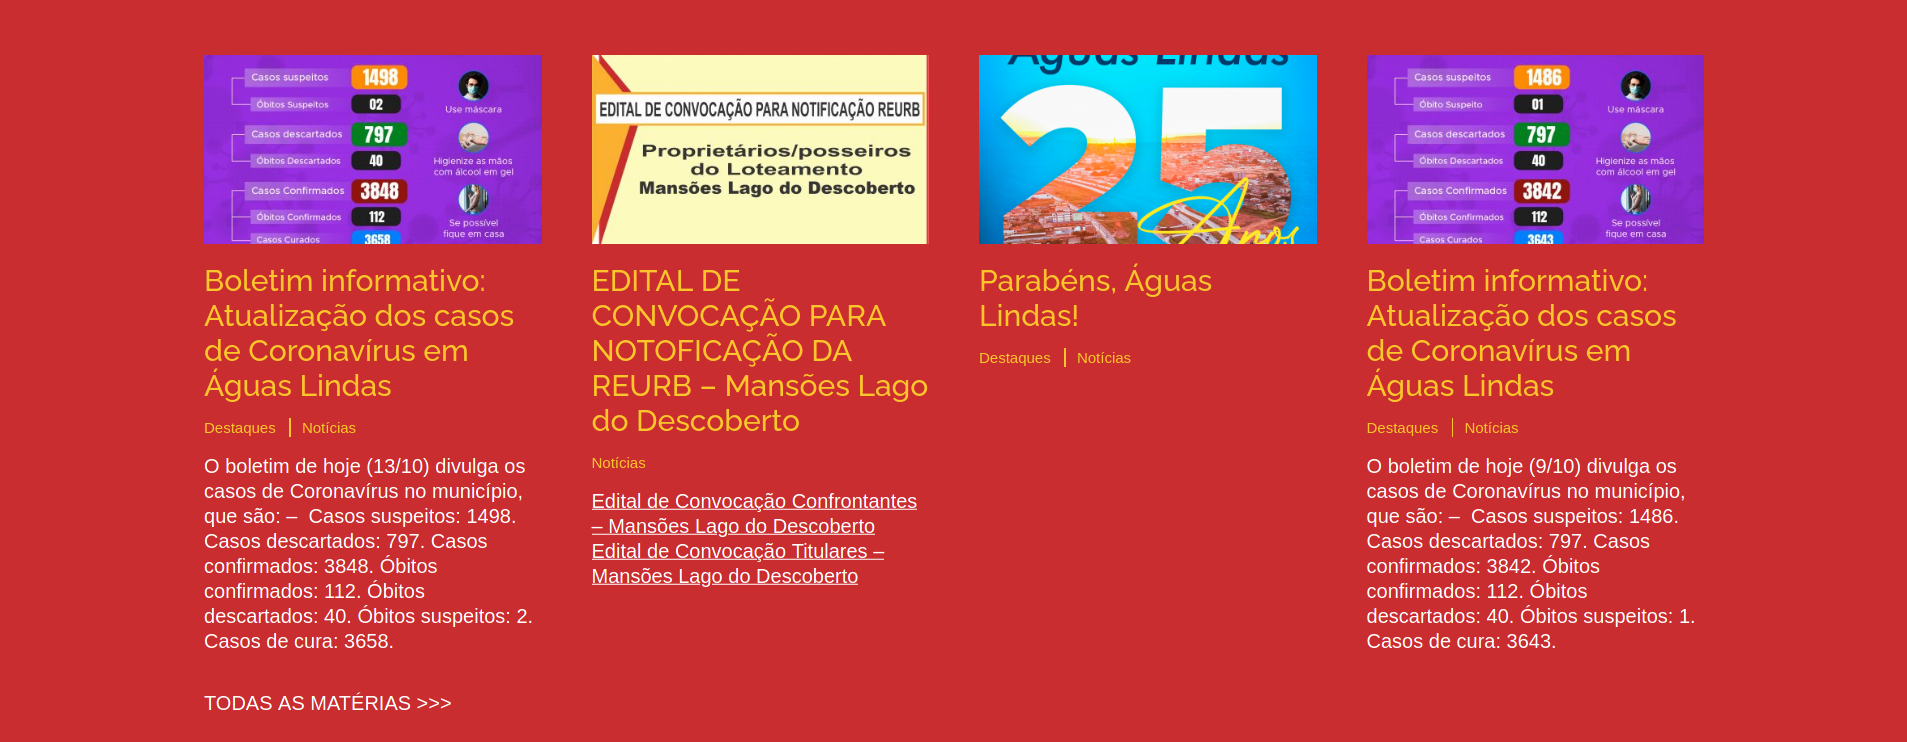 Casos suspeitos 1498
Óbitos Suspeitos 02
Use máscara
Casos descartados 797
Óbitos Descartados 40
Higienize as mãos
com álcool em gel
Casos Confirmados 3848
Óbitos Confirmados 112
Se possível
fique em casa
Casos Curados 3658
Boletim informativo:
Atualização dos casos
de Coronavírus em
Águas Lindas
Destaques
Notícias
O boletim de hoje (13/10) divulga os
casos de Coronavírus no município,
que são: –  Casos suspeitos: 1498.
Casos descartados: 797. Casos
confirmados: 3848. Óbitos
confirmados: 112. Óbitos
descartados: 40. Óbitos suspeitos: 2.
Casos de cura: 3658.
EDITAL DE CONVOCAÇÃO PARA NOTIFICAÇÃO REURB
Proprietários/posseiros
do Loteamento
Mansões Lago do Descoberto
EDITAL DE
CONVOCAÇÃO PARA
NOTOFICAÇÃO DA
REURB – Mansões Lago
do Descoberto
Notícias
Edital de Convocação Confrontantes
– Mansões Lago do Descoberto
Edital de Convocação Titulares –
Mansões Lago do Descoberto
Águas Lindas
25
Anos
Parabéns, Águas
Lindas!
Destaques
Notícias
Casos suspeitos 1486
Óbito Suspeito 01
Use máscara
Casos descartados 797
Óbitos Descartados 40
Higienize as mãos
com álcool em gel
Casos Confirmados 3842
Óbitos Confirmados 112
Se possível
fique em casa
Casos Curados 3643
Boletim informativo:
Atualização dos casos
de Coronavírus em
Águas Lindas
Destaques
Notícias
O boletim de hoje (9/10) divulga os
casos de Coronavírus no município,
que são: –  Casos suspeitos: 1486.
Casos descartados: 797. Casos
confirmados: 3842. Óbitos
confirmados: 112. Óbitos
descartados: 40. Óbitos suspeitos: 1.
Casos de cura: 3643.
TODAS AS MATÉRIAS >>>